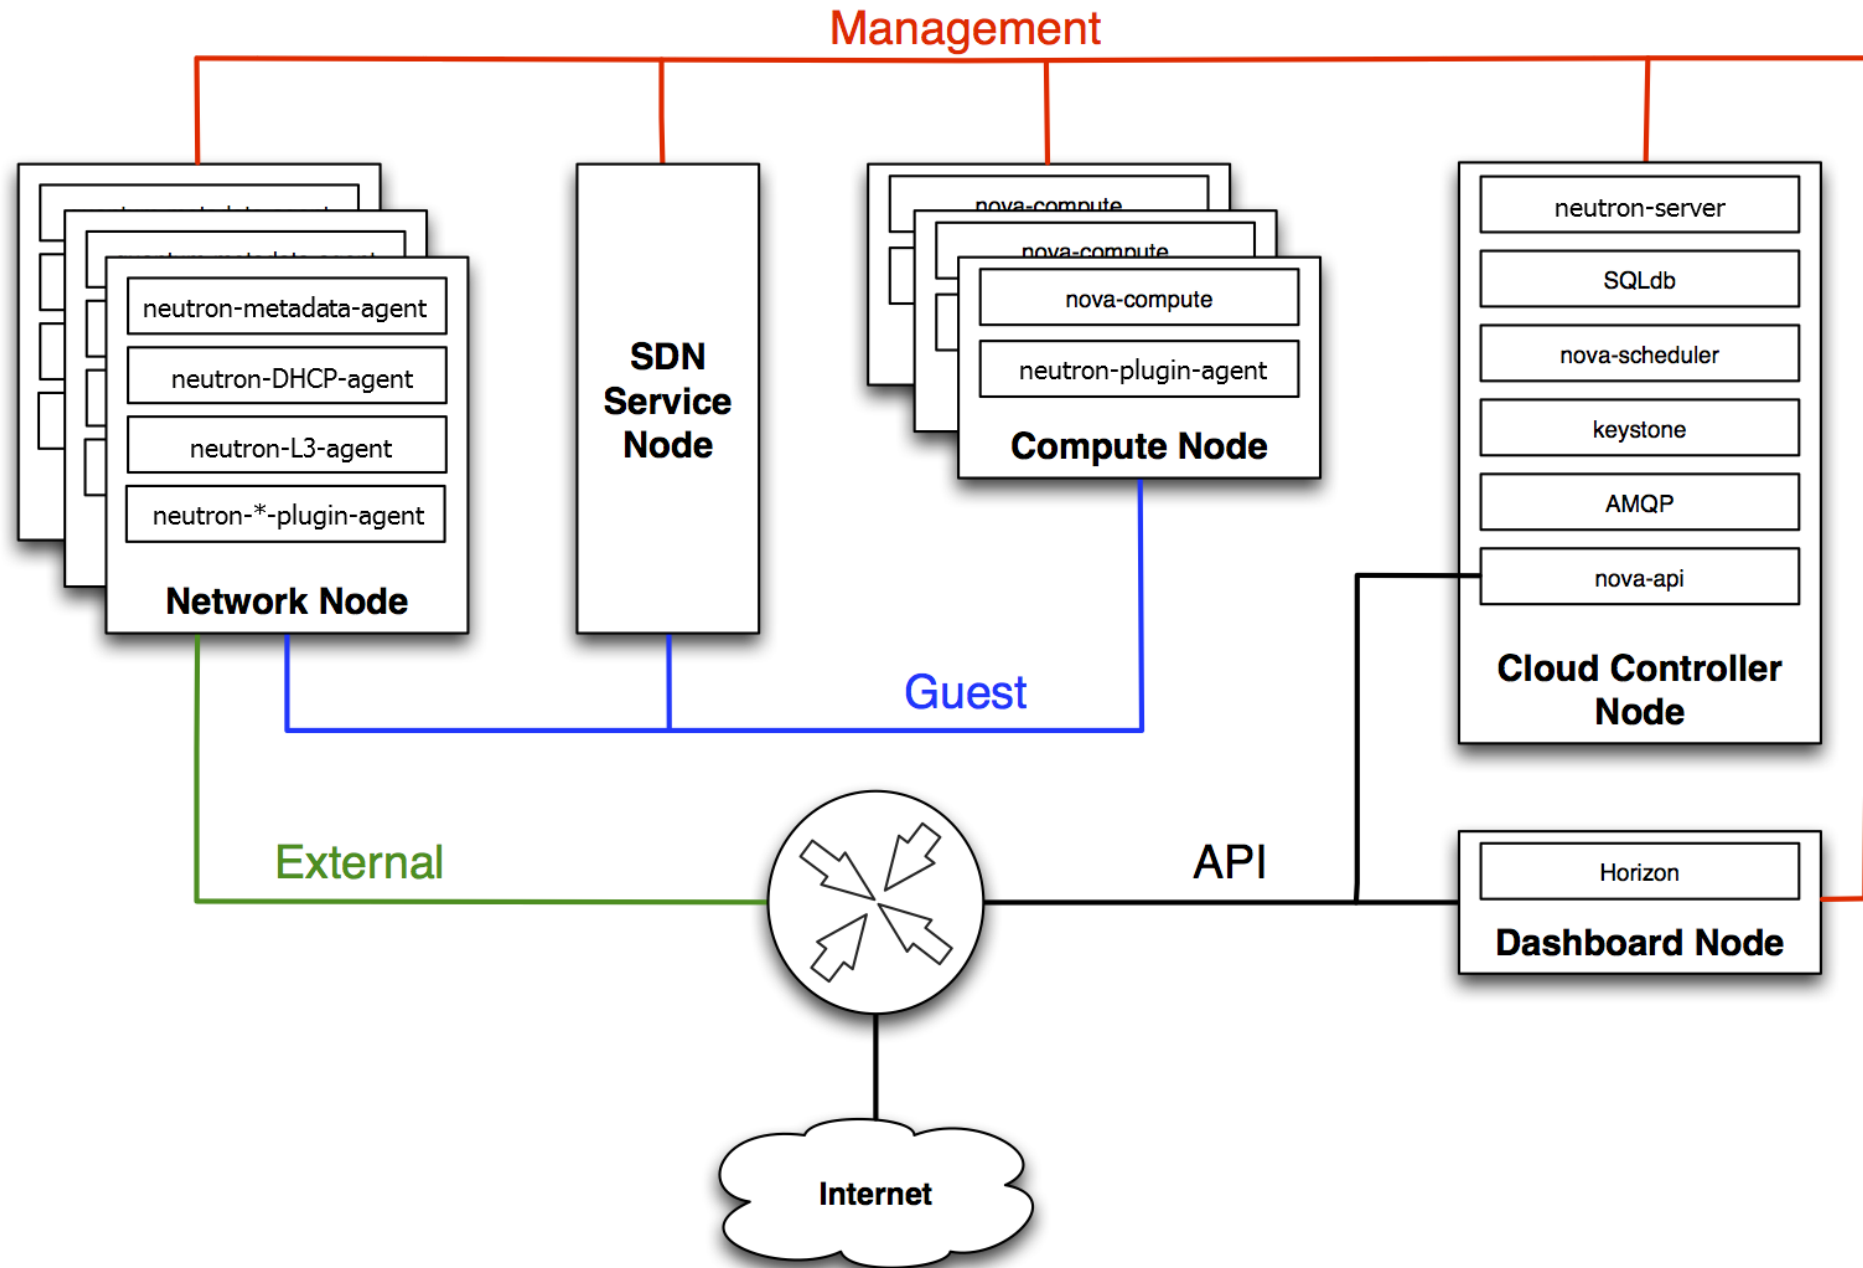 Management
neutron-metadata-agent
neutron-DHCP-agent
neutron-L3-agent
neutron-*-plugin-agent
Network Node
SDN
Service
Node
nova-compute
nova-compute
nova-compute
neutron-plugin-agent
Compute Node
neutron-server
SQLdb
nova-scheduler
keystone
AMQP
nova-api
Cloud Controller
Node
Guest
External
API
Horizon
Dashboard Node
Internet